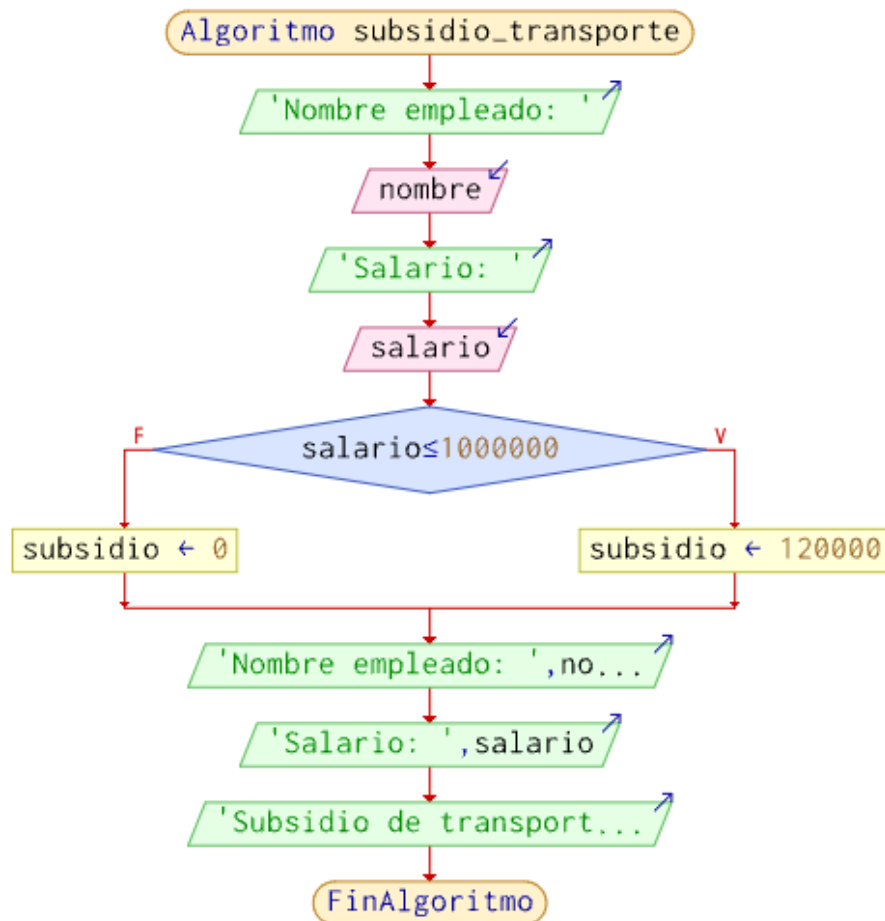 Algoritmo subsidio_transporte
'Nombre empleado: '
nombre
'Salario: '
salario
F
salario≤1000000
V
subsidio ← 0
subsidio ← 120000
'Nombre empleado: ',no...
'Salario: ',salario
'Subsidio de transport...
FinAlgoritmo